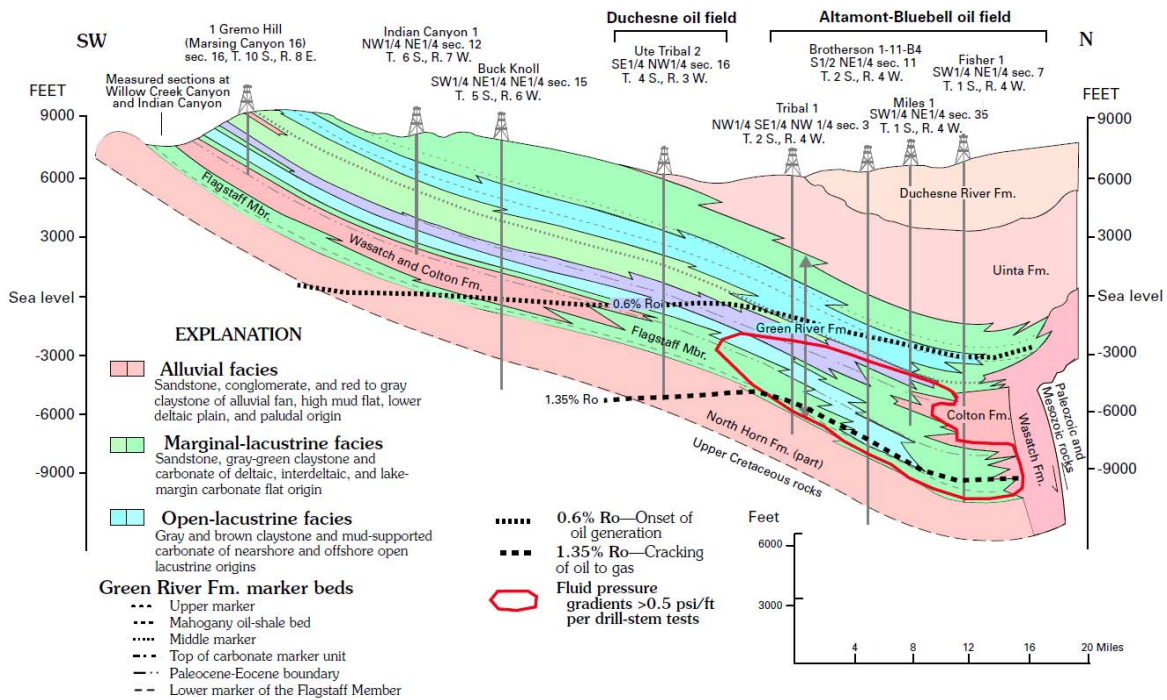 SW
1 Gremo Hill
(Marsing Canyon 16)
sec. 16, T. 10 S., R. 8 E.
Indian Canyon 1
NW1/4 NE1/4 sec. 12
T. 6 S., R. 7 W.
Buck Knoll
SW1/4 NE1/4 NE1/4 sec. 15
T. 5 S., R. 6 W.
Duchesne oil field
Ute Tribal 2
SE1/4 NW1/4 sec. 16
T. 4 S., R. 3 W.
Altamont-Bluebell oil field
N
Brotherson 1-11-B4
S1/2 NE1/4 sec. 11
T. 2 S., R. 4 W.
Fisher 1
SW1/4 NE1/4 sec. 7
T. 1 S., R. 4 W.
Tribal 1
NW1/4 SE1/4 NW 1/4 sec. 3
T. 2 S., R. 4 W.
Miles 1
SW1/4 NE1/4 sec. 35
T. 1 S., R. 4 W.
Measured sections at
Willow Creek Canyon
and Indian Canyon
FEET
9000
6000
3000
Sea level
-3000
-6000
-9000
FEET
9000
6000
3000
Sea level
-3000
-6000
-9000
Flagstaff Mbr.
Wasatch and Colton Fm.
0.6% Ro
Flagstaff Mbr.
Green River Fm.
Duchesne River Fm.
Uinta Fm.
1.35% Ro
North Horn Fm. (part)
Upper Cretaceous rocks
Colton Fm.
Wasatch Fm.
Paleozoic and
Mesozoic rocks
EXPLANATION
Alluvial facies
Sandstone, conglomerate, and red to gray
claystone of alluvial fan, high mud flat, lower
deltaic plain, and paludal origin
Marginal-lacustrine facies
Sandstone, gray-green claystone and
carbonate of deltaic, interdeltaic, and lake-
margin carbonate flat origin
Open-lacustrine facies
Gray and brown claystone and mud-supported
carbonate of nearshore and offshore open
lacustrine origins
Green River Fm. marker beds
Upper marker
Mahogany oil-shale bed
Middle marker
Top of carbonate marker unit
Paleocene-Eocene boundary
Lower marker of the Flagstaff Member
0.6% Ro—Onset of
oil generation
1.35% Ro—Cracking
of oil to gas
Fluid pressure
gradients >0.5 psi/ft
per drill-stem tests
Feet
6000
3000
4
8
12
16
20 Miles